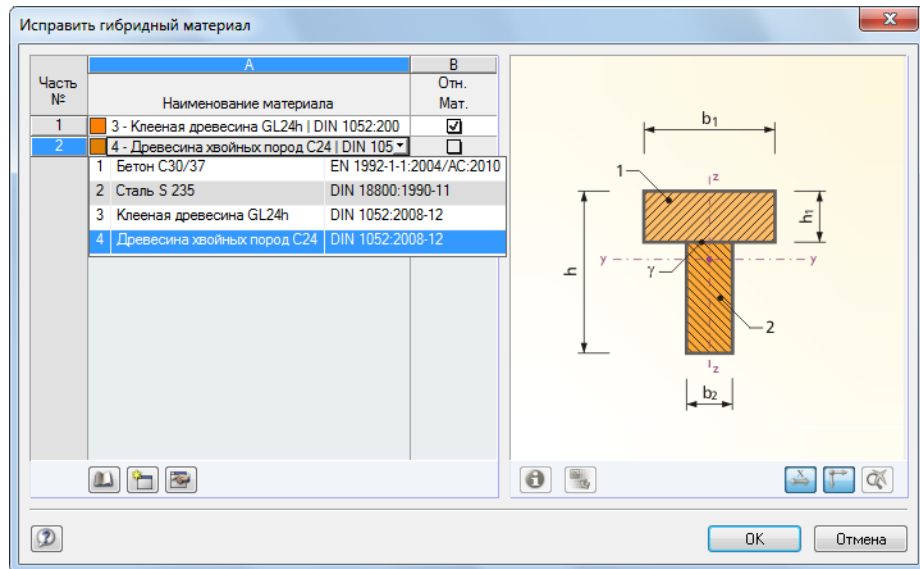 Исправить гибридный материал
A B
Часть № Наименование материала Отн. Мат.
1 3 - Клееная древесина GL24h | DIN 1052:200
2 4 - Древесина хвойных пород C24 | DIN 105
1 Бетон C30/37 EN 1992-1-1:2004/AC:2010
2 Сталь S 235 DIN 18800:1990-11
3 Клееная древесина GL24h DIN 1052:2008-12
4 Древесина хвойных пород C24 DIN 1052:2008-12
b1
1
z
h1
h
y
γ
y
2
z
b2
x
OK
Отмена